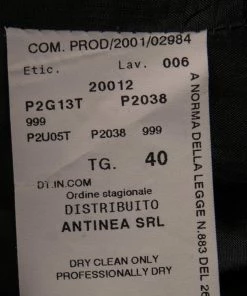 COM. PROD/2001/02984
Etic. Lav. 006
20012
P2G13T P2038
999
P2U05T P2038 999
TG. 40
DT.IN.COM
Ordine stagionale
DISTRIBUITO
ANTINEA SRL
DRY CLEAN ONLY
PROFESSIONALLY DRY
A NORMA DELLA LEGGE N.883 DEL 26